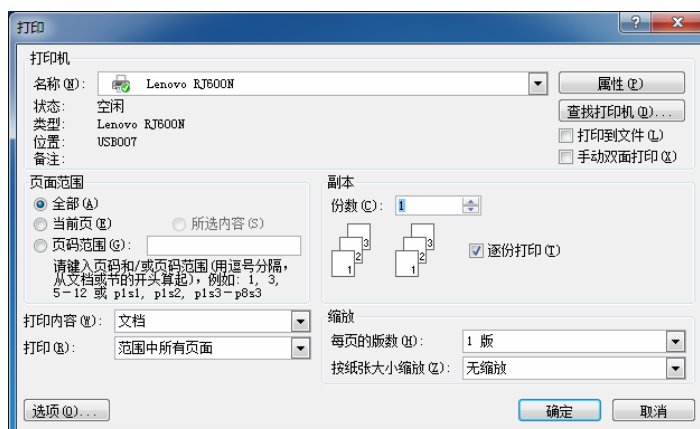 打印
打印机
名称(N): Lenovo RJ600N 属性(P)
状态: 空闲 查找打印机(D)...
类型: Lenovo RJ600N 打印到文件(L)
位置: USB007
备注: 手动双面打印(X)
页面范围 副本
全部(A) 份数(C): 1
当前页(E) 所选内容(S)
页码范围(G): 逐份打印(T)
3 3
2 2
1 1
请键入页码和/或页码范围(用逗号分隔,
从文档或节的开头算起),例如: 1, 3,
5-12 或 p1s1, p1s2, p1s3-p8s3
打印内容(W): 文档 缩放
打印(R): 范围中所有页面 每页的版数(H): 1 版
按纸张大小缩放(Z): 无缩放
选项(O)... 确定 取消